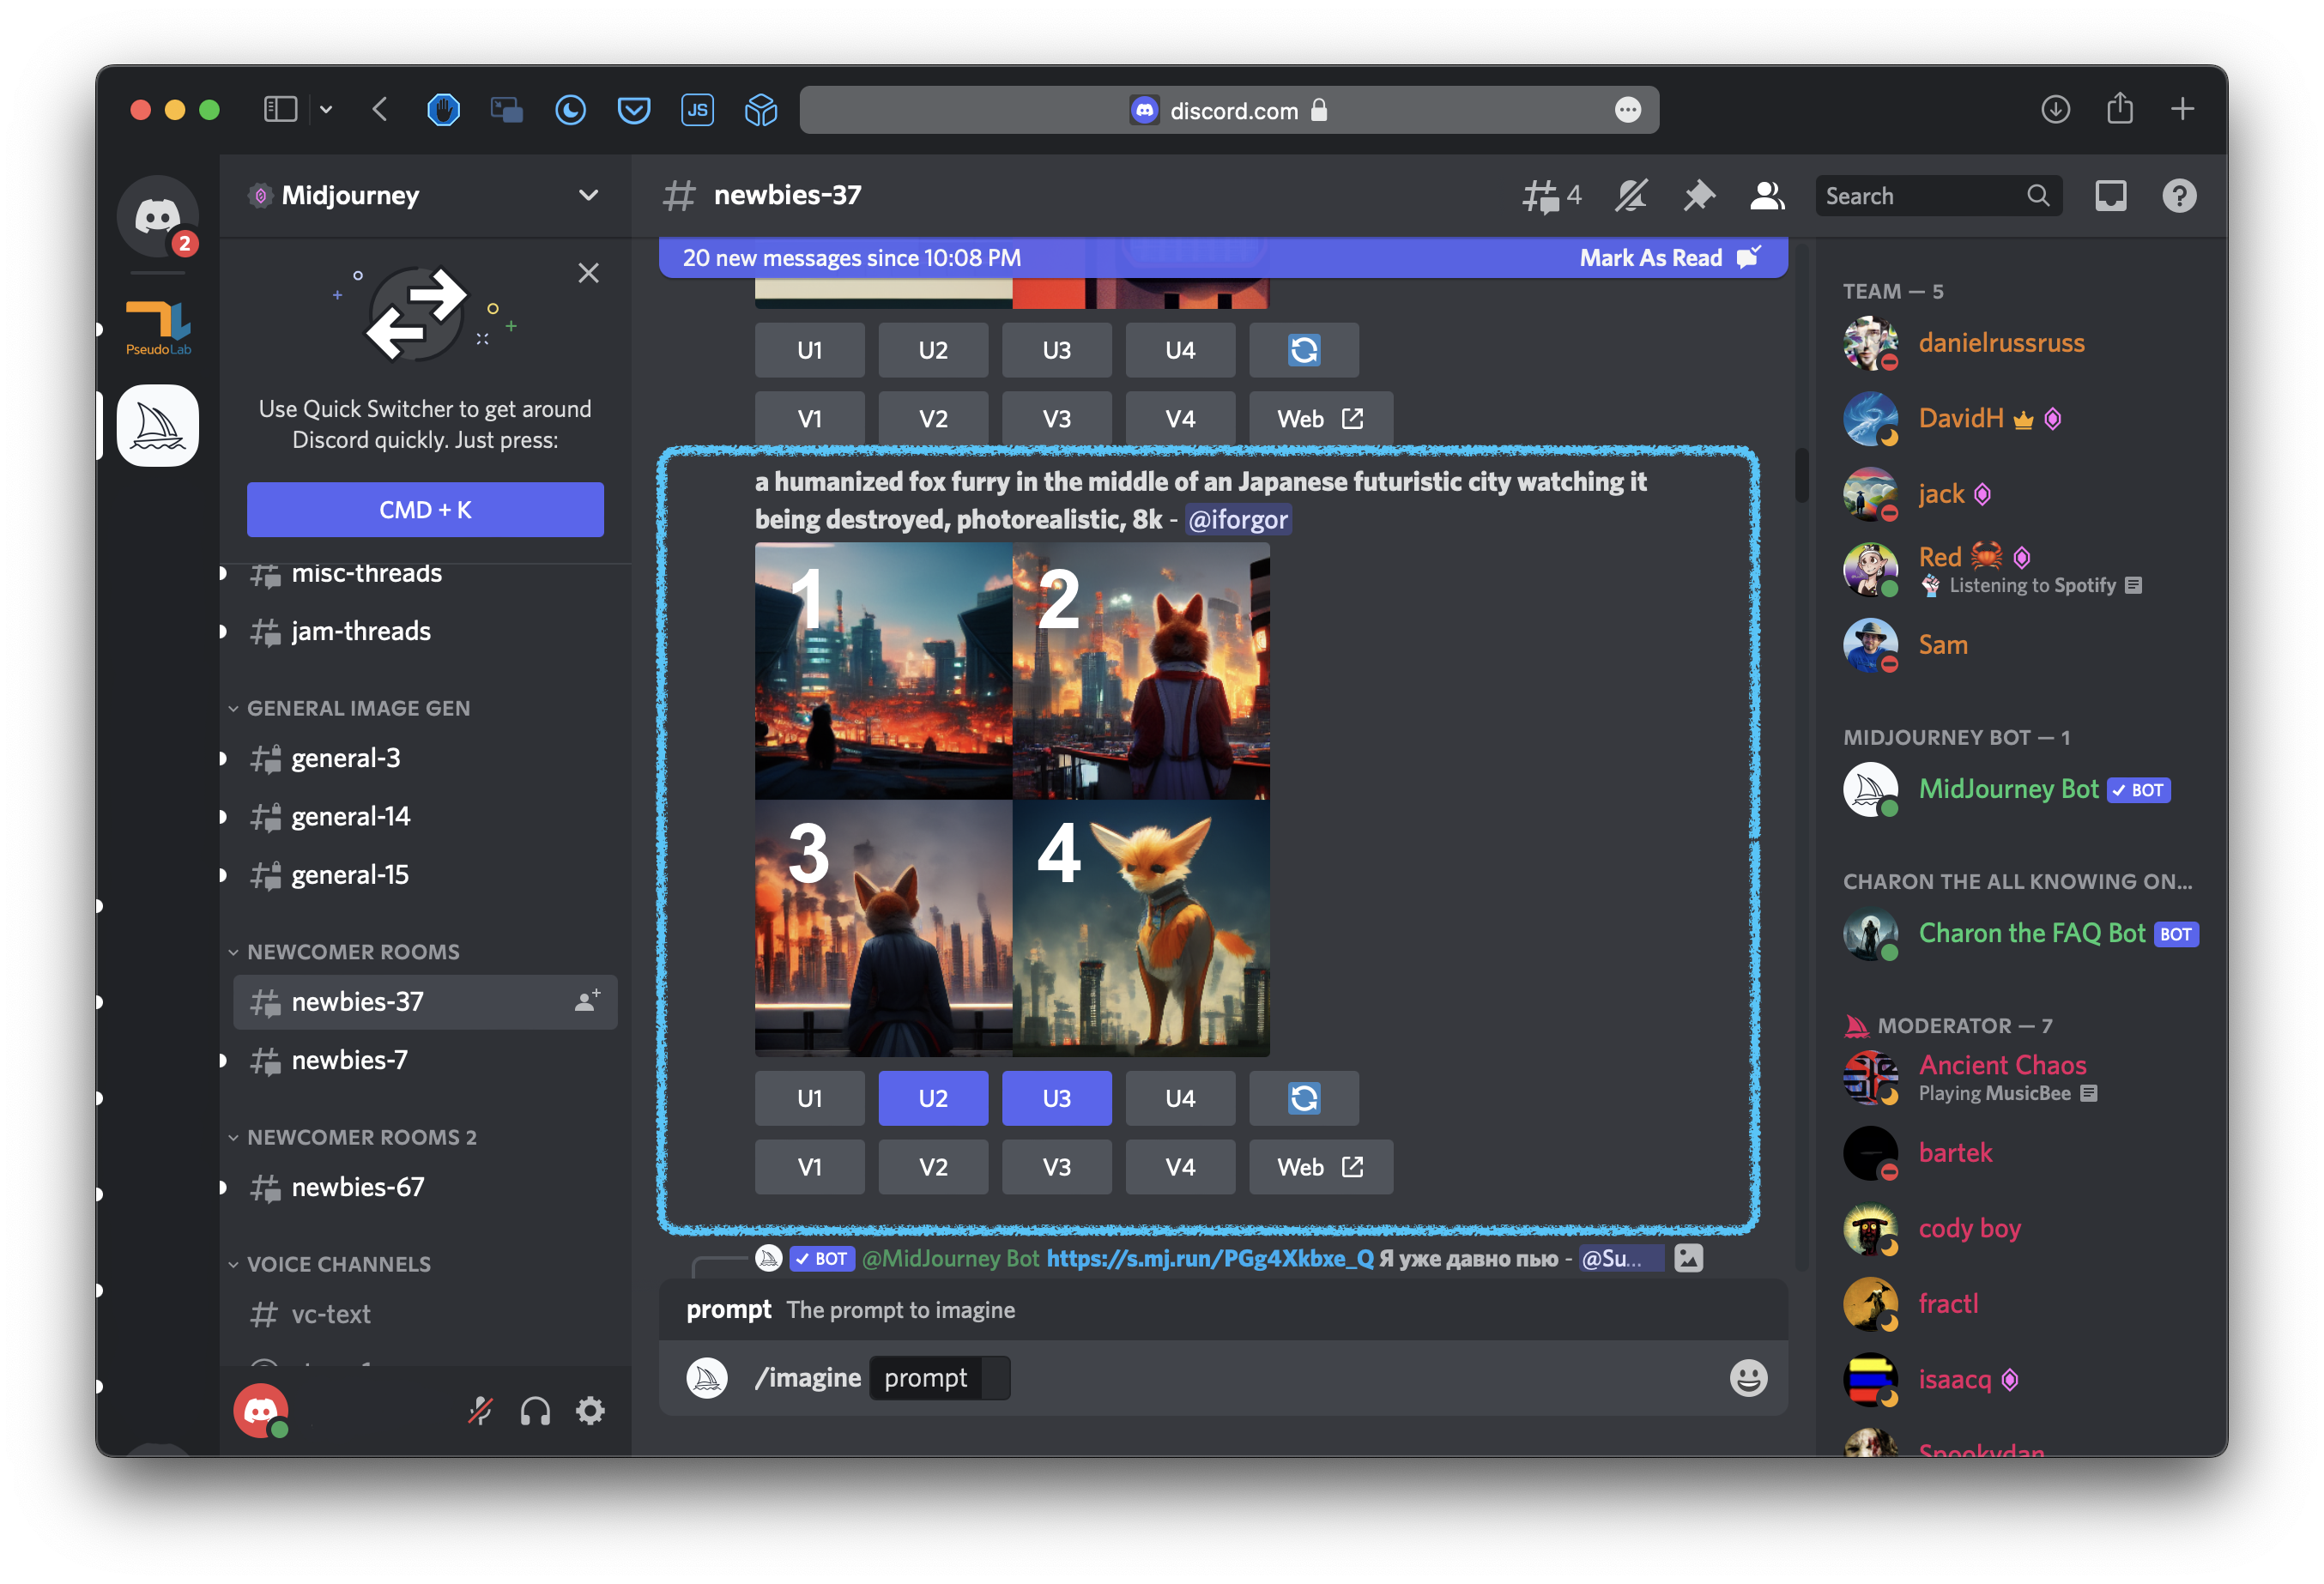 JS
discord.com
2
PseudoLab
Midjourney
Use Quick Switcher to get around
Discord quickly. Just press:
CMD + K
misc-threads
jam-threads
GENERAL IMAGE GEN
general-3
general-14
general-15
NEWCOMER ROOMS
newbies-37
newbies-7
NEWCOMER ROOMS 2
newbies-67
VOICE CHANNELS
vc-text
newbies-37
4
Search
20 new messages since 10:08 PM
Mark As Read
U1 U2 U3 U4
V1 V2 V3 V4 Web
a humanized fox furry in the middle of an Japanese futuristic city watching it
being destroyed, photorealistic, 8k - @iforgor
1 2
3 4
U1 U2 U3 U4
V1 V2 V3 V4 Web
BOT @MidJourney Bot https://s.mj.run/PGg4Xkbxe_Q Я уже давно пью - @Su...
prompt The prompt to imagine
/imagine prompt
TEAM — 5
danielrussruss
DavidH
jack
Red
Listening to Spotify
Sam
MIDJOURNEY BOT — 1
MidJourney Bot BOT
CHARON THE ALL KNOWING ON...
Charon the FAQ Bot BOT
MODERATOR — 7
Ancient Chaos
Playing MusicBee
bartek
cody boy
fractl
isaacq
Spookydan